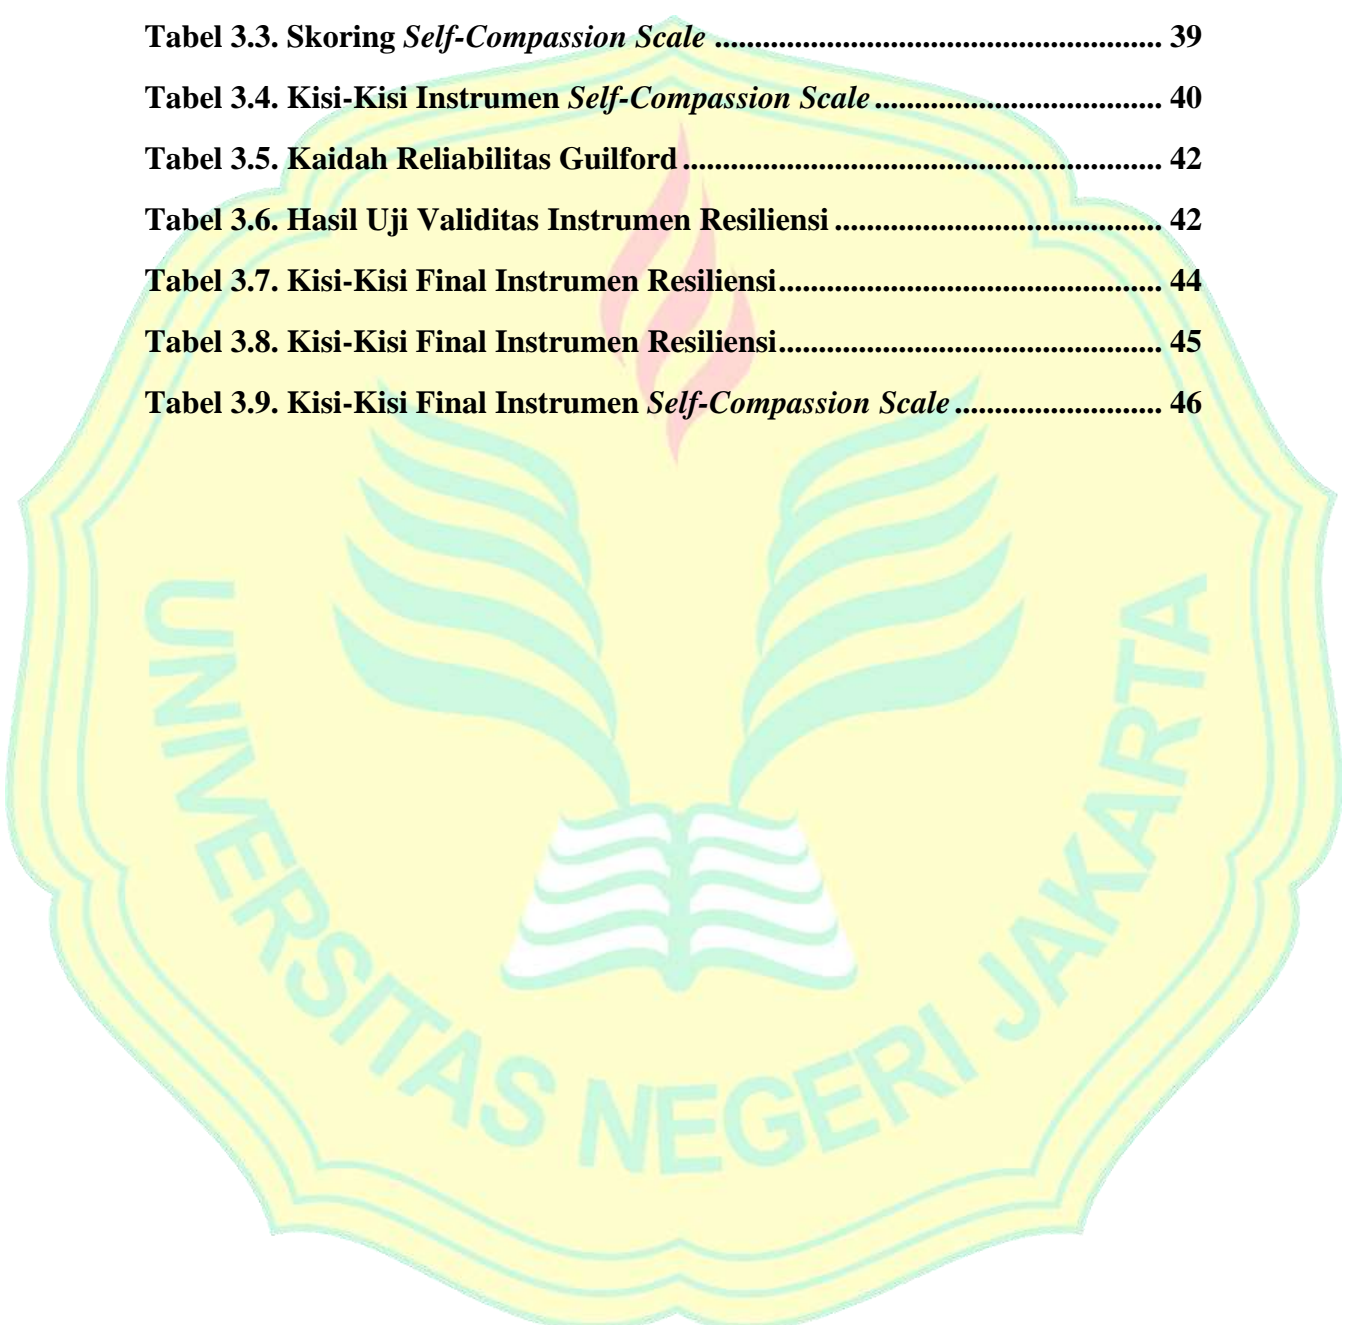 Tabel 3.3. Skoring Self-Compassion Scale ........................................................ 39
Tabel 3.4. Kisi-Kisi Instrumen Self-Compassion Scale .................................... 40
Tabel 3.5. Kaidah Reliabilitas Guilford ............................................................ 42
Tabel 3.6. Hasil Uji Validitas Instrumen Resiliensi ......................................... 42
Tabel 3.7. Kisi-Kisi Final Instrumen Resiliensi ................................................ 44
Tabel 3.8. Kisi-Kisi Final Instrumen Resiliensi ................................................ 45
Tabel 3.9. Kisi-Kisi Final Instrumen Self-Compassion Scale .......................... 46
UNIVERSITAS NEGERI JAKARTA